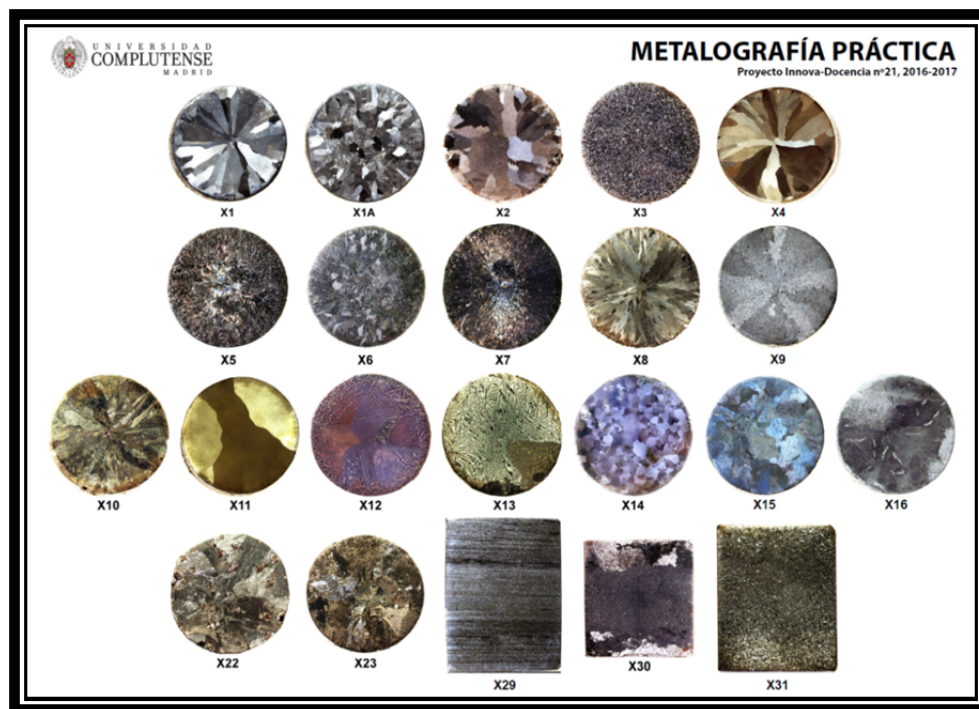 UNIVERSIDAD
COMPLUTENSE
MADRID
METALOGRAFÍA PRÁCTICA
Proyecto Innova-Docencia nº21, 2016-2017
X1 X1A X2 X3 X4
X5 X6 X7 X8 X9
X10 X11 X12 X13 X14 X15 X16
X22 X23 X29 X30 X31